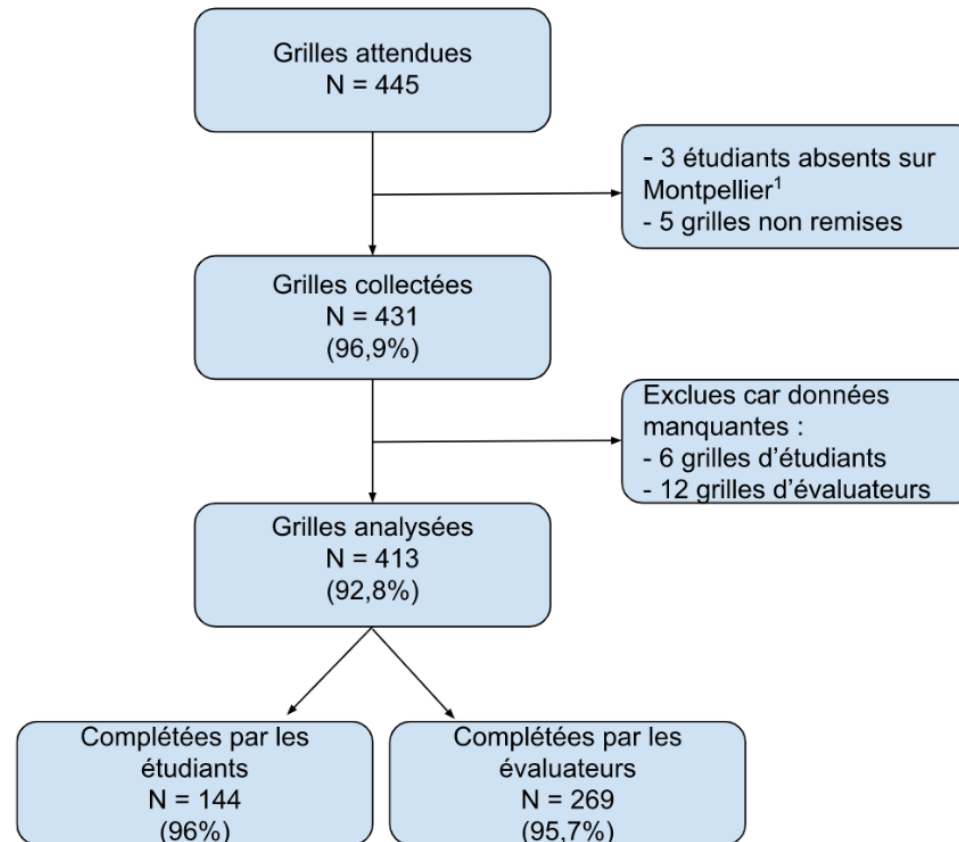 Grilles attendues
N = 445
- 3 étudiants absents sur
Montpellier¹
- 5 grilles non remises
Grilles collectées
N = 431
(96,9%)
Exclues car données
manquantes :
- 6 grilles d'étudiants
- 12 grilles d'évaluateurs
Grilles analysées
N = 413
(92,8%)
Complétées par les
étudiants
N = 144
(96%)
Complétées par les
évaluateurs
N = 269
(95,7%)